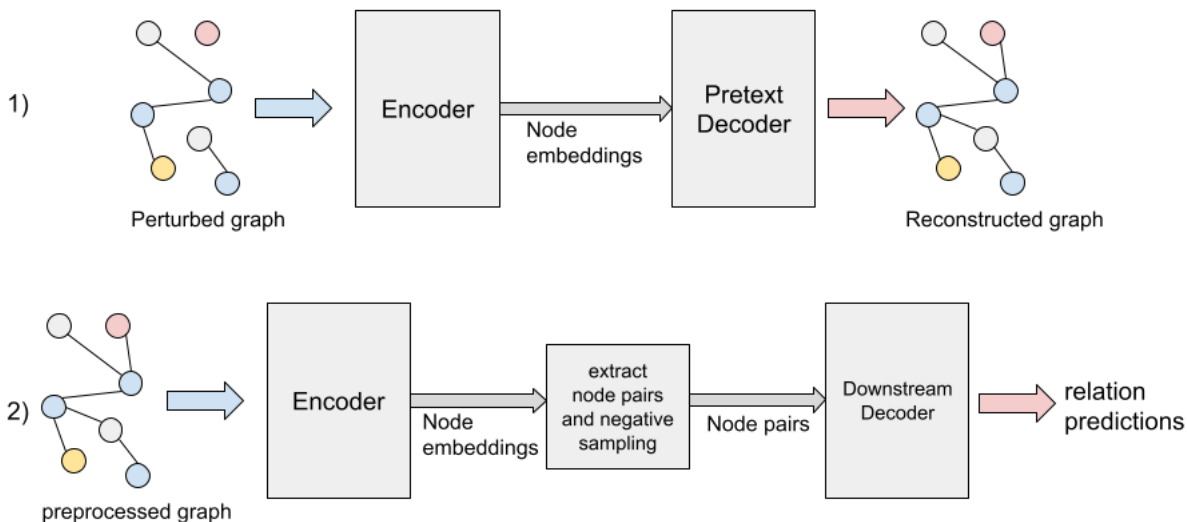 1)
Encoder
Node
embeddings
Pretext
Decoder
Perturbed graph
Reconstructed graph
2)
Encoder
Node
embeddings
extract
node pairs
and negative
sampling
Node pairs
Downstream
Decoder
relation
predictions
preprocessed graph